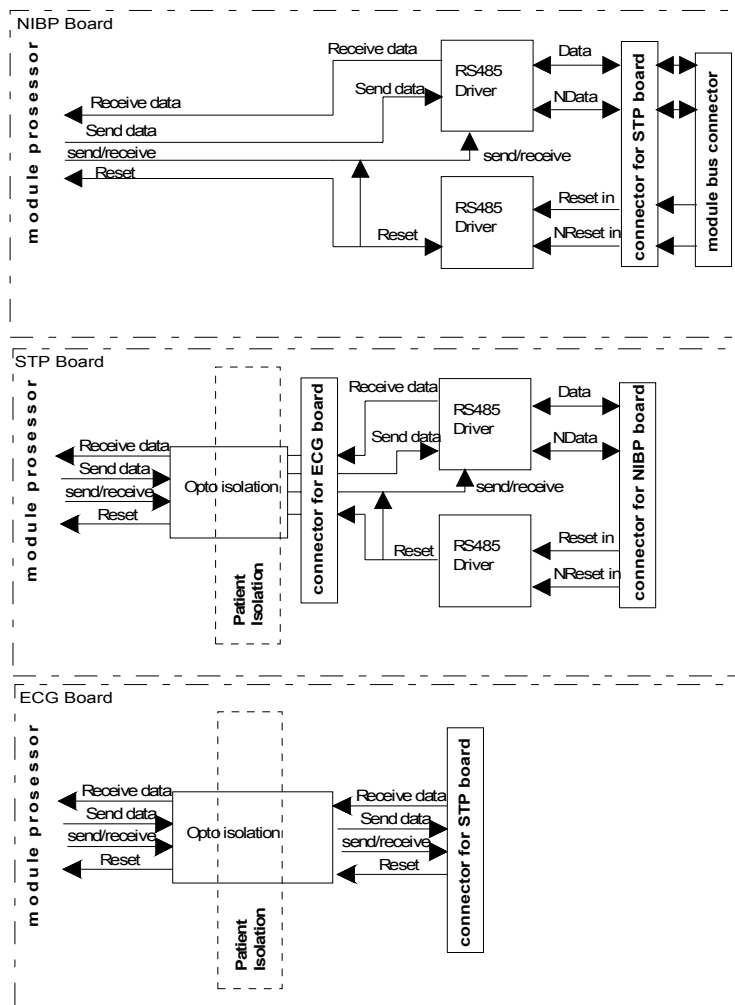 NIBP Board
module prosessor
Receive data
Send data
send/receive
Reset
Receive data
Send data
RS485
Driver
send/receive
Reset
RS485
Driver
Data
NData
Reset in
NReset in
connector for STP board
module bus connector
STP Board
module prosessor
Receive data
Send data
send/receive
Reset
Opto isolation
Patient
Isolation
connector for ECG board
Receive data
Send data
RS485
Driver
send/receive
Reset
RS485
Driver
Data
NData
Reset in
NReset in
connector for NIBP board
ECG Board
module prosessor
Receive data
Send data
send/receive
Reset
Opto isolation
Patient
Isolation
Receive data
Send data
send/receive
Reset
connector for STP board